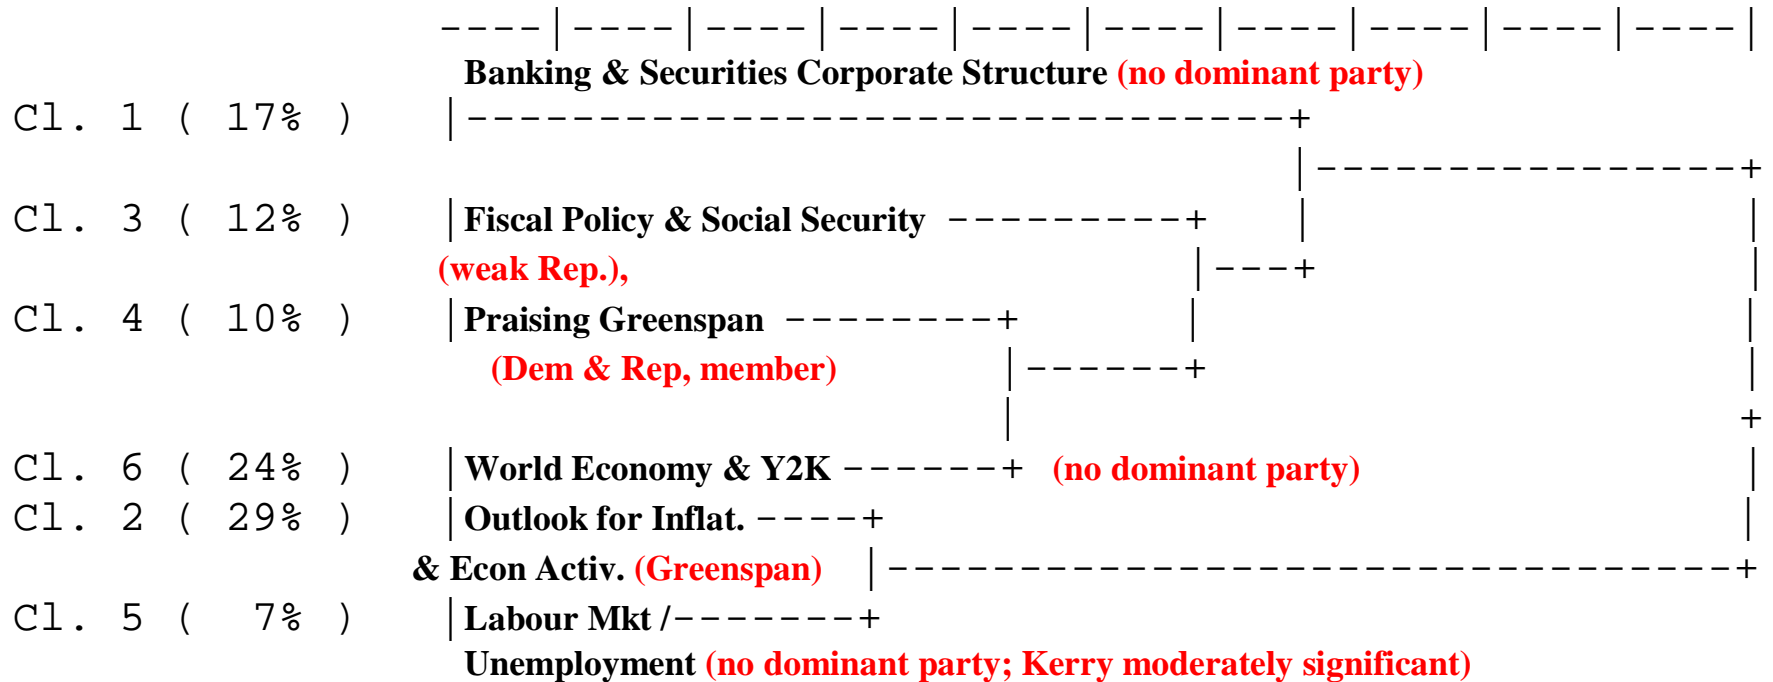 ----|----|----|----|----|----|----|----|----|----|
Banking & Securities Corporate Structure (no dominant party)
Cl. 1 ( 17% ) |-------------------------------+
|----------------+
Cl. 3 ( 12% ) |Fiscal Policy & Social Security ---------+ | |
(weak Rep.), |---+ |
Cl. 4 ( 10% ) |Praising Greenspan --------+ | |
(Dem & Rep, member) |------+ |
| +
Cl. 6 ( 24% ) |World Economy & Y2K ------+ (no dominant party) |
Cl. 2 ( 29% ) |Outlook for Inflat. ----+ |
& Econ Activ. (Greenspan) |--------------------------------+
Cl. 5 ( 7% ) |Labour Mkt /-------+
Unemployment (no dominant party; Kerry moderately significant)